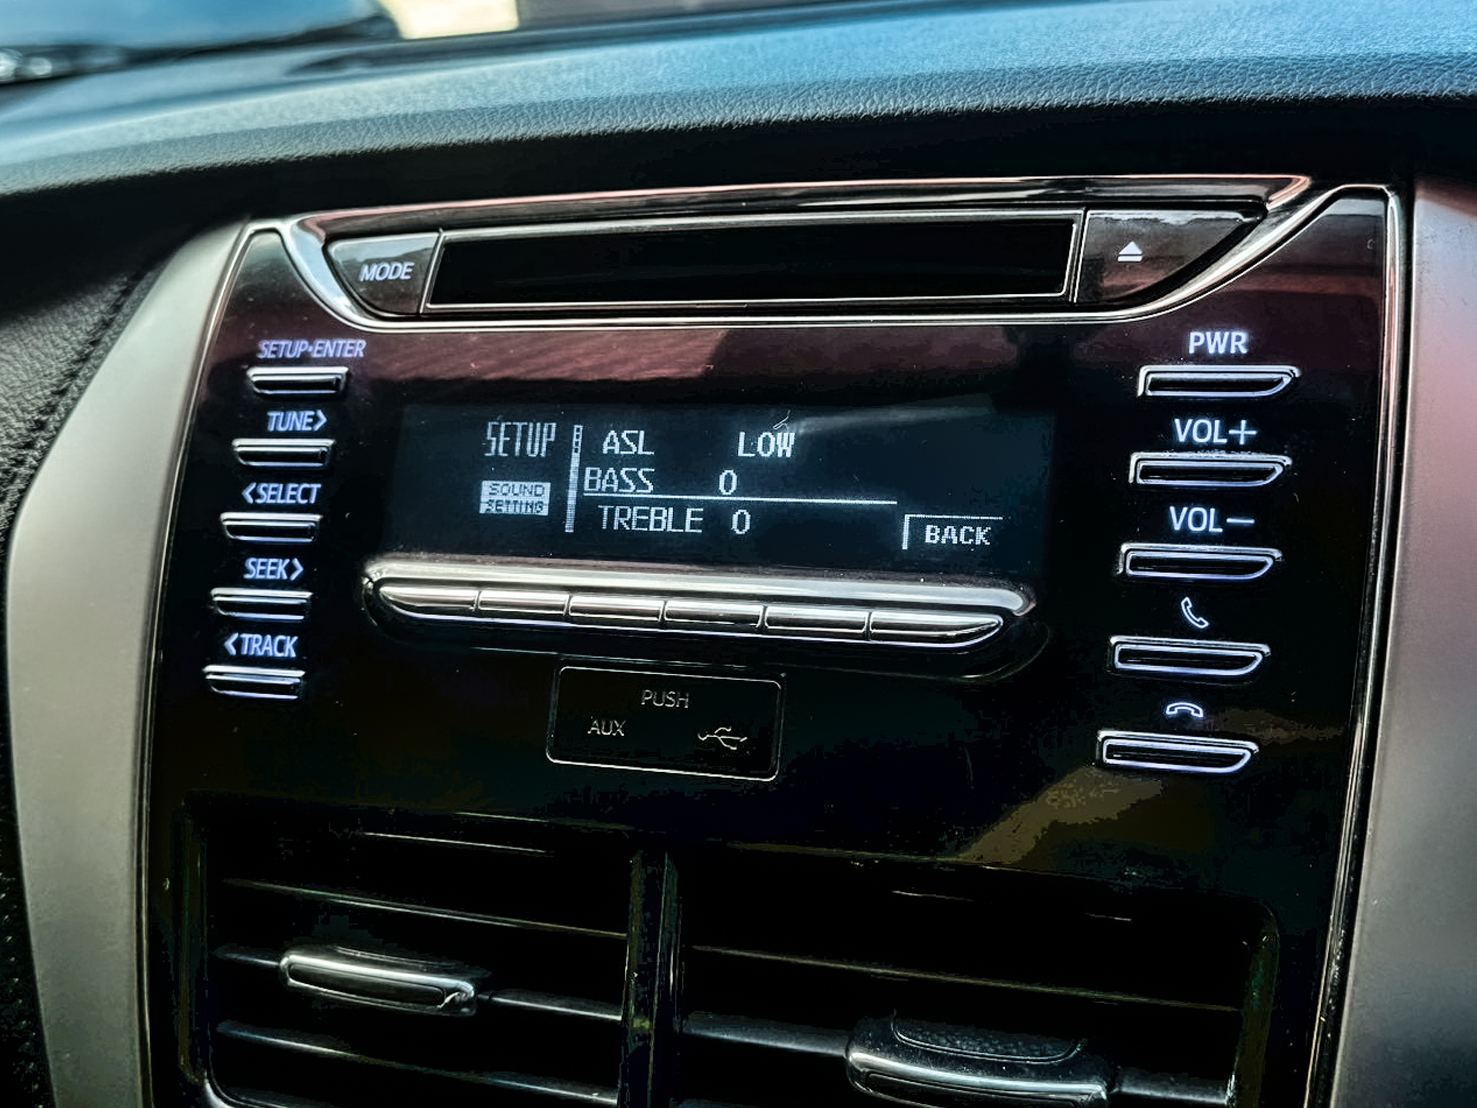 MODE
SETUP•ENTER
TUNE>
<SELECT
SEEK>
<TRACK
SETUP
SOUND
SETTING
ASL LOW
BASS 0
TREBLE 0
BACK
PUSH
AUX
PWR
VOL+
VOL−